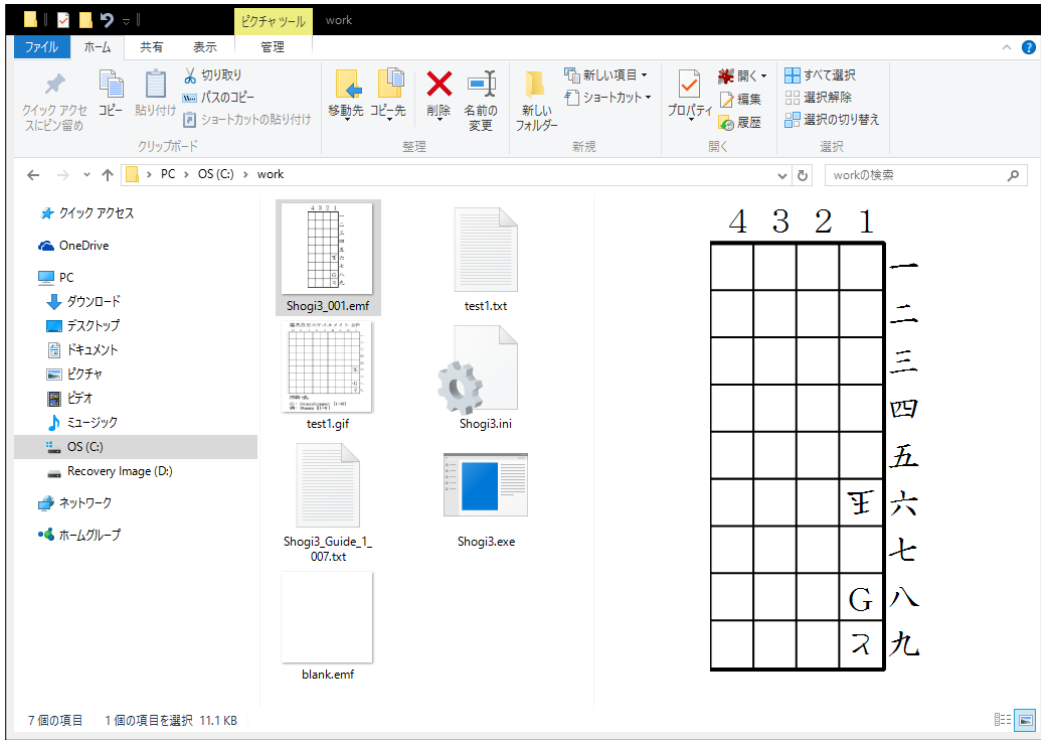 ピクチャ ツール work
ファイル ホーム 共有 表示 管理
クイック アクセスにピン留め
コピー
貼り付け
切り取り
パスのコピー
ショートカットの貼り付け
クリップボード
移動先
コピー先
削除
名前の変更
整理
新しいフォルダー
新しい項目
ショートカット
新規
プロパティ
開く
編集
履歴
開く
すべて選択
選択解除
選択の切り替え
選択
PC › OS (C:) › work
workの検索
クイック アクセス
OneDrive
PC
ダウンロード
デスクトップ
ドキュメント
ピクチャ
ビデオ
ミュージック
OS (C:)
Recovery Image (D:)
ネットワーク
ホームグループ
Shogi3_001.emf
test1.txt
test1.gif
Shogi3.ini
Shogi3_Guide_1_007.txt
Shogi3.exe
blank.emf
4 3 2 1
一
二
三
四
五
六
七
G 八
ス 九
7 個の項目 1 個の項目を選択 11.1 KB